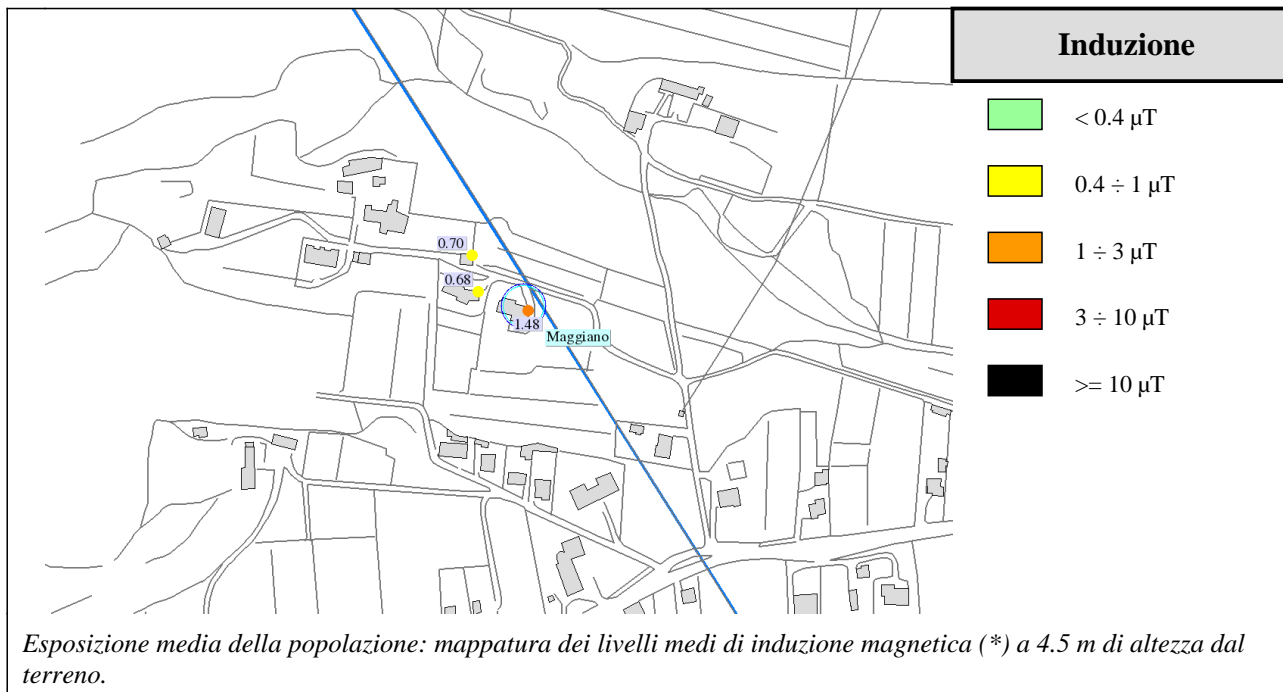 Induzione
< 0.4 µT
0.4 ÷ 1 µT
1 ÷ 3 µT
3 ÷ 10 µT
>= 10 µT
0.70
0.68
1.48
Maggiano
Esposizione media della popolazione: mappatura dei livelli medi di induzione magnetica (*) a 4.5 m di altezza dal
terreno.